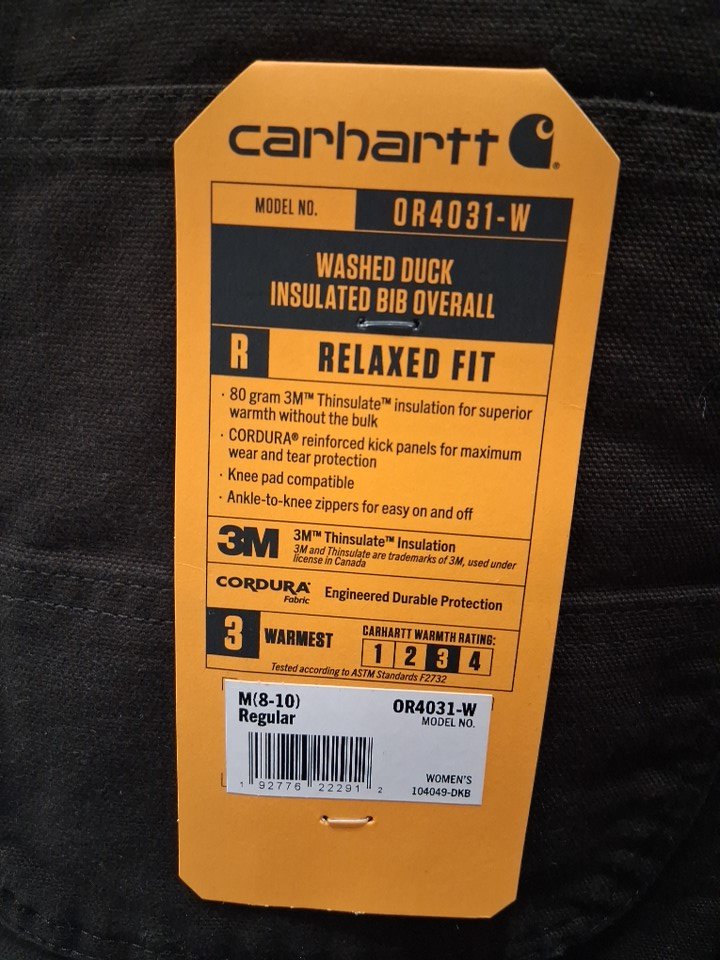 carhartt
MODEL NO. OR4031-W
WASHED DUCK
INSULATED BIB OVERALL
R RELAXED FIT
· 80 gram 3M™ Thinsulate™ insulation for superior
warmth without the bulk
· CORDURA® reinforced kick panels for maximum
wear and tear protection
· Knee pad compatible
· Ankle-to-knee zippers for easy on and off
3M 3M™ Thinsulate™ Insulation
3M and Thinsulate are trademarks of 3M, used under
license in Canada
CORDURA® Fabric Engineered Durable Protection
3 WARMEST
CARHARTT WARMTH RATING:
1 2 3 4
Tested according to ASTM Standards F2732
M(8-10) OR4031-W
Regular MODEL NO.
1 92776 22291 2
WOMEN'S
104049-DKB